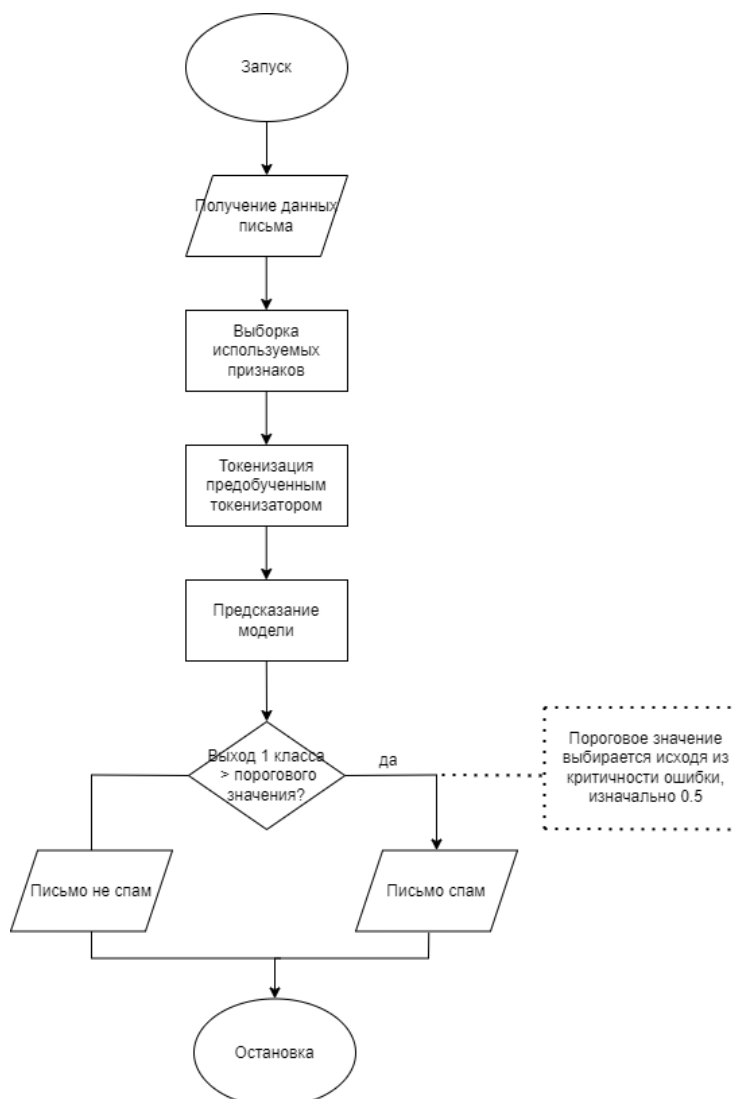 Запуск
Получение данных
письма
Выборка
используемых
признаков
Токенизация
предобученным
токенизатором
Предсказание
модели
Выход 1 класса
> порогового
значения?
да
Пороговое значение
выбирается исходя из
критичности ошибки,
изначально 0.5
Письмо не спам
Письмо спам
Остановка